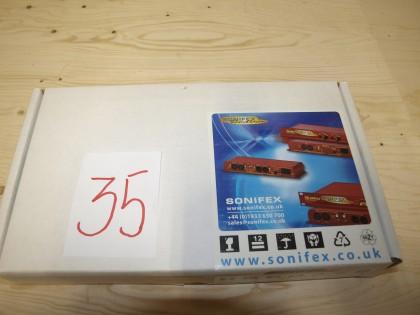 SONIFEX
35
SONIFEX
www.sonifex.co.uk
+44 (0)1933 650 700
sales@sonifex.co.uk
12
www.sonifex.co.uk